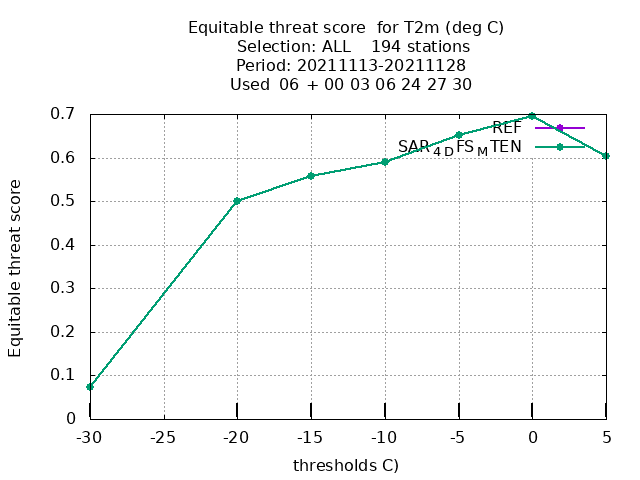 Equitable threat score  for T2m (deg C)
Selection: ALL    194 stations
Period: 20211113-20211128
Used  06  + 00 03 06 24 27 30
REF
SAR4DFSMTEN
Equitable threat score
0.7
0.6
0.5
0.4
0.3
0.2
0.1
0
-30 -25 -20 -15 -10 -5 0 5
thresholds C)